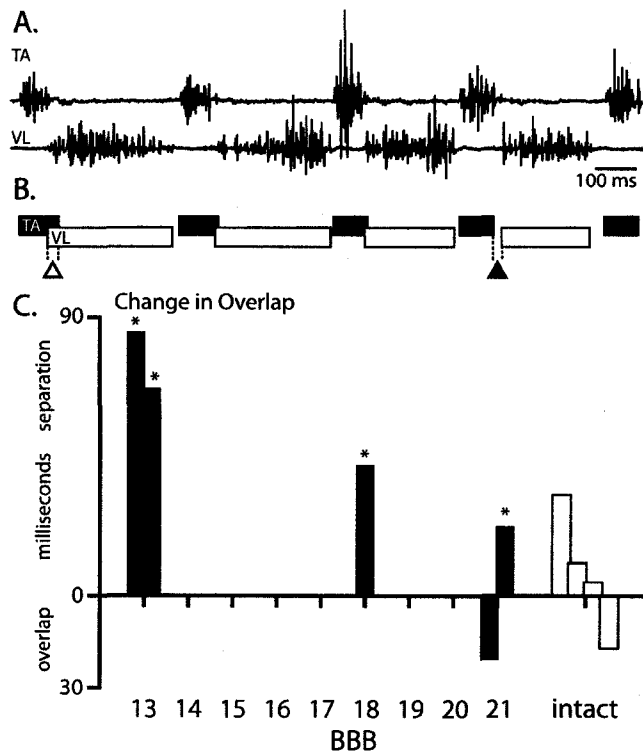 A.
TA
VL
100 ms
B.
TA
VL
C.
Change in Overlap
90
*
*
*
*
separation
milliseconds
0
overlap
30
13 14 15 16 17 18 19 20 21 intact
BBB